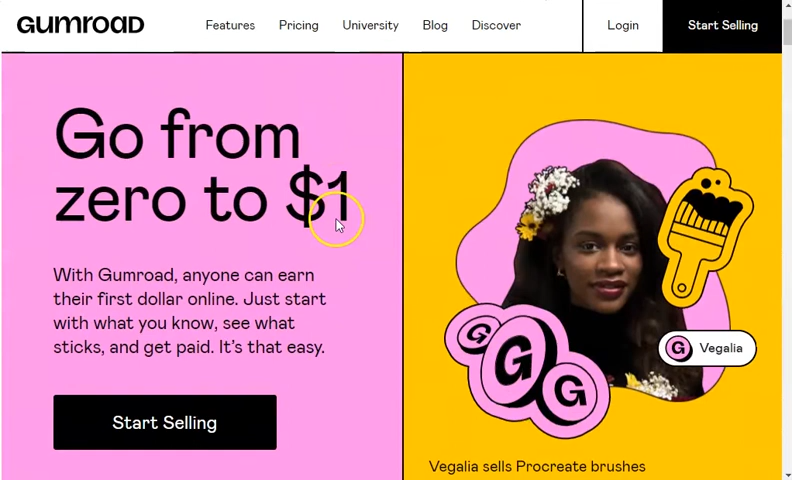 GUMROAD
Features Pricing University Blog Discover Login Start Selling
Go from
zero to $1
With Gumroad, anyone can earn
their first dollar online. Just start
with what you know, see what
sticks, and get paid. It's that easy.
Start Selling
G
G
G
G Vegalia
Vegalia sells Procreate brushes